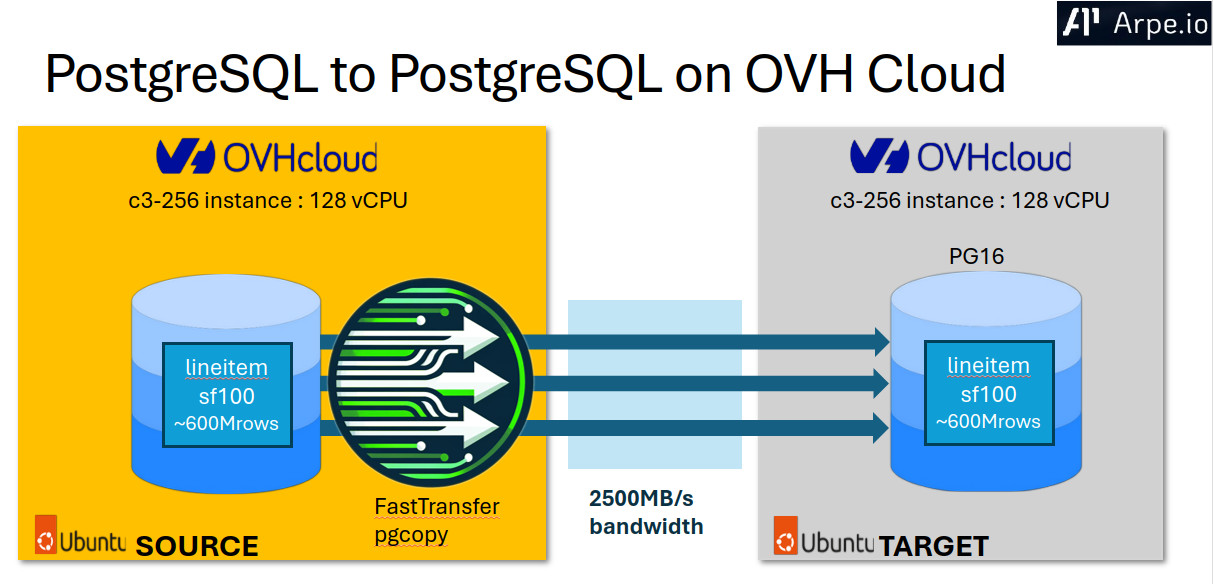 Arpe.io
PostgreSQL to PostgreSQL on OVH Cloud
OVHcloud
c3-256 instance : 128 vCPU
lineitem
sf100
~600Mrows
FastTransfer
pgcopy
Ubuntu SOURCE
2500MB/s
bandwidth
OVHcloud
c3-256 instance : 128 vCPU
PG16
lineitem
sf100
~600Mrows
Ubuntu TARGET